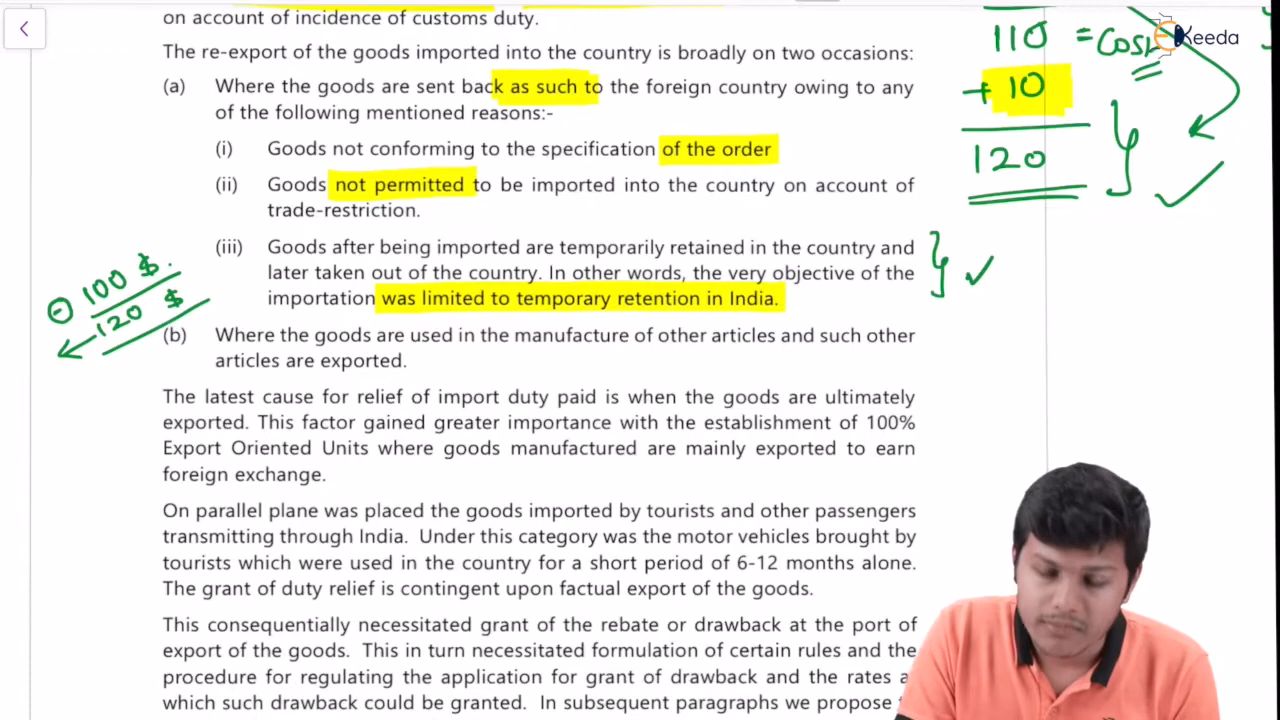 on account of incidence of customs duty.
The re-export of the goods imported into the country is broadly on two occasions:
(a) Where the goods are sent back as such to the foreign country owing to any
of the following mentioned reasons:-
(i) Goods not conforming to the specification of the order
(ii) Goods not permitted to be imported into the country on account of
trade-restriction.
(iii) Goods after being imported are temporarily retained in the country and
later taken out of the country. In other words, the very objective of the
importation was limited to temporary retention in India.
(b) Where the goods are used in the manufacture of other articles and such other
articles are exported.
The latest cause for relief of import duty paid is when the goods are ultimately
exported. This factor gained greater importance with the establishment of 100%
Export Oriented Units where goods manufactured are mainly exported to earn
foreign exchange.
On parallel plane was placed the goods imported by tourists and other passengers
transmitting through India. Under this category was the motor vehicles brought by
tourists which were used in the country for a short period of 6-12 months alone.
The grant of duty relief is contingent upon factual export of the goods.
This consequentially necessitated grant of the rebate or drawback at the port of
export of the goods. This in turn necessitated formulation of certain rules and the
procedure for regulating the application for grant of drawback and the rates
which such drawback could be granted. In subsequent paragraphs we propose
100 $.
120 $
110 = Cost
+ 10
120
Keeda